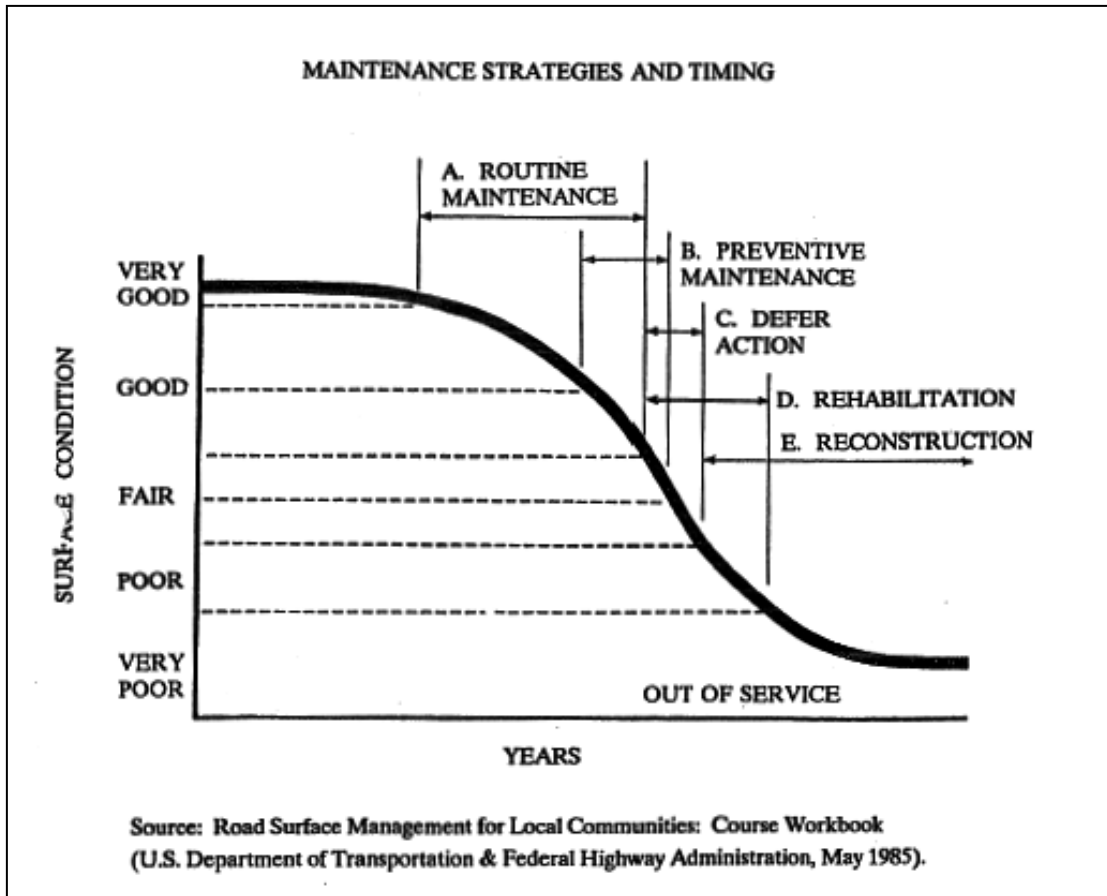 MAINTENANCE STRATEGIES AND TIMING
A. ROUTINE
MAINTENANCE
B. PREVENTIVE
MAINTENANCE
C. DEFER
ACTION
D. REHABILITATION
E. RECONSTRUCTION
VERY
GOOD
GOOD
FAIR
POOR
VERY
POOR
SURFACE CONDITION
OUT OF SERVICE
YEARS
Source: Road Surface Management for Local Communities: Course Workbook
(U.S. Department of Transportation & Federal Highway Administration, May 1985).